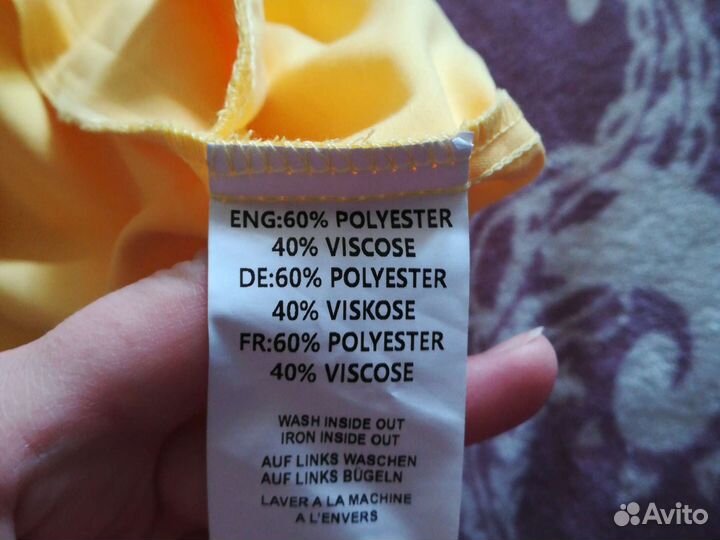 ENG:60% POLYESTER
40% VISCOSE
DE:60% POLYESTER
40% VISKOSE
FR:60% POLYESTER
40% VISCOSE
WASH INSIDE OUT
IRON INSIDE OUT
AUF LINKS WASCHEN
AUF LINKS BÜGELN
LAVER A LA MACHINE
A L'ENVERS
Avito